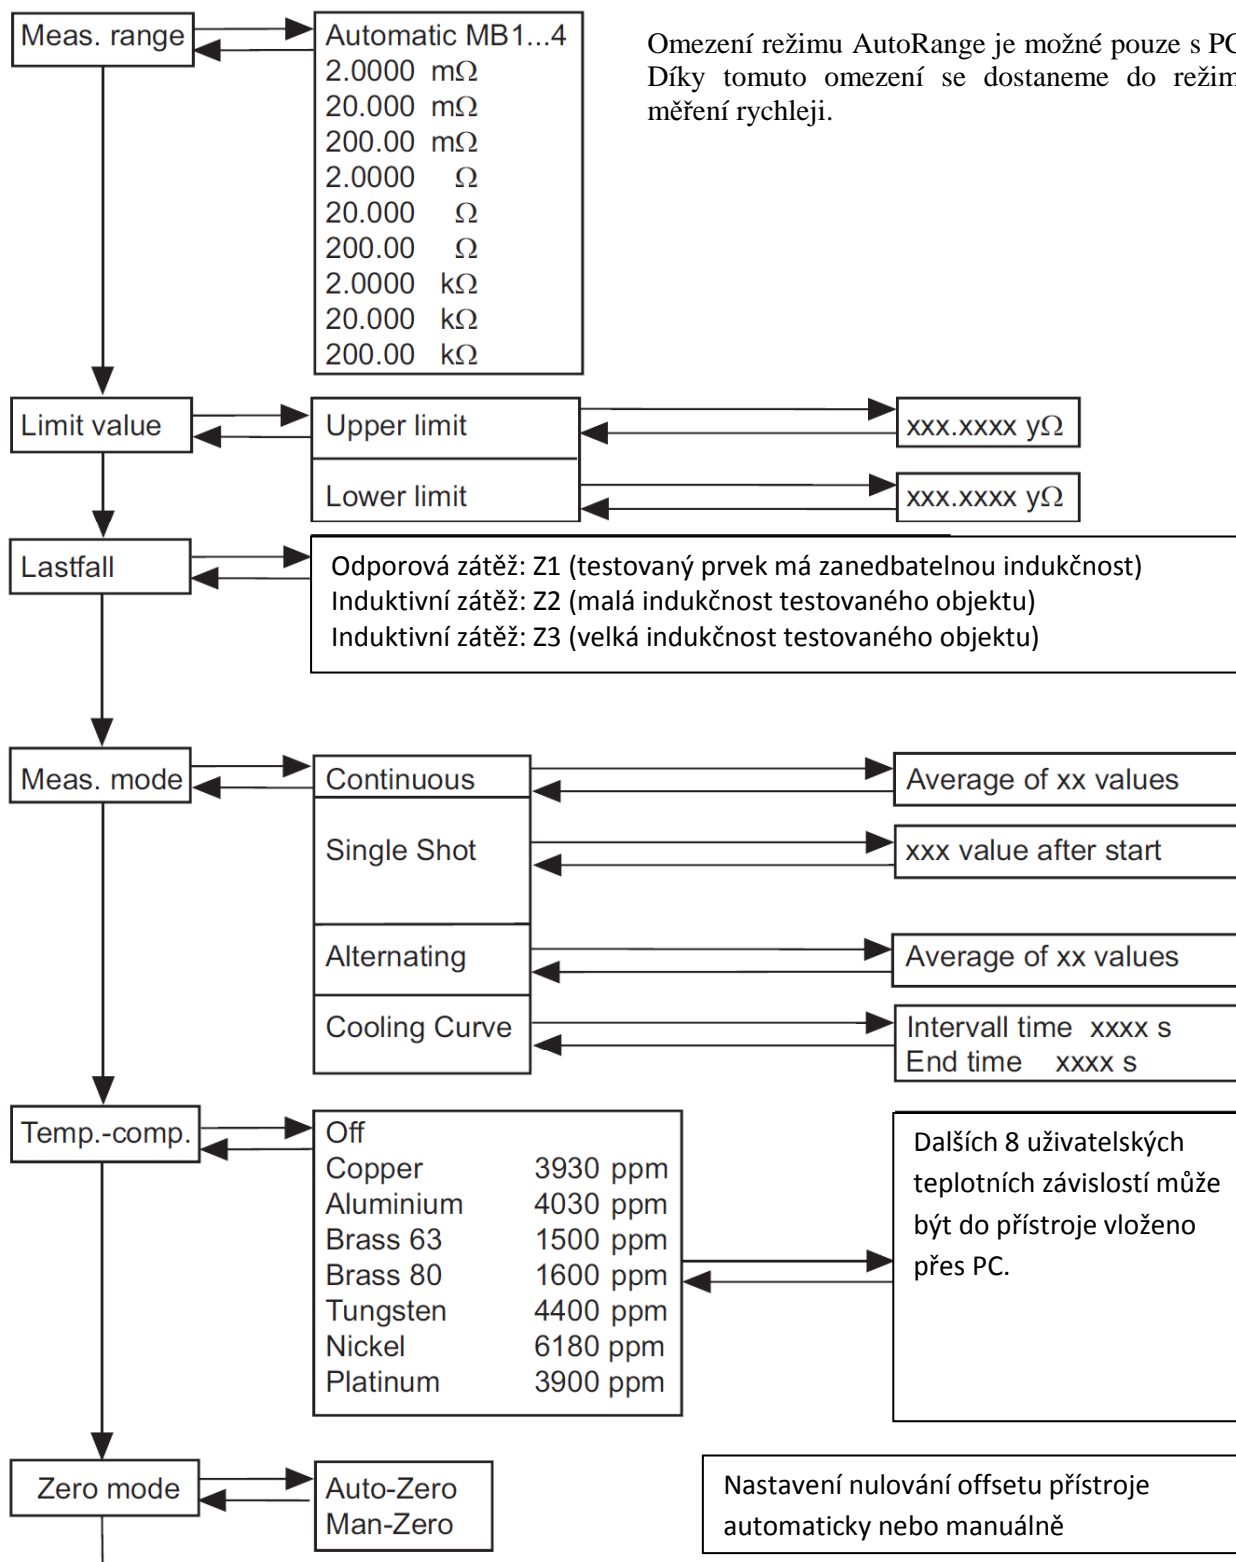 Meas. range
Automatic MB1...4
2.0000 mΩ
20.000 mΩ
200.00 mΩ
2.0000 Ω
20.000 Ω
200.00 Ω
2.0000 kΩ
20.000 kΩ
200.00 kΩ
Omezení režimu AutoRange je možné pouze s PC
Díky tomuto omezení se dostaneme do režim
měření rychleji.
Limit value
Upper limit
xxx.xxxx yΩ
Lower limit
xxx.xxxx yΩ
Lastfall
Odporová zátěž: Z1 (testovaný prvek má zanedbatelnou indukčnost)
Induktivní zátěž: Z2 (malá indukčnost testovaného objektu)
Induktivní zátěž: Z3 (velká indukčnost testovaného objektu)
Meas. mode
Continuous
Average of xx values
Single Shot
xxx value after start
Alternating
Average of xx values
Cooling Curve
Intervall time xxxx s
End time xxxx s
Temp.-comp.
Off
Copper 3930 ppm
Aluminium 4030 ppm
Brass 63 1500 ppm
Brass 80 1600 ppm
Tungsten 4400 ppm
Nickel 6180 ppm
Platinum 3900 ppm
Dalších 8 uživatelských
teplotních závislostí může
být do přístroje vloženo
přes PC.
Zero mode
Auto-Zero
Man-Zero
Nastavení nulování offsetu přístroje
automaticky nebo manuálně